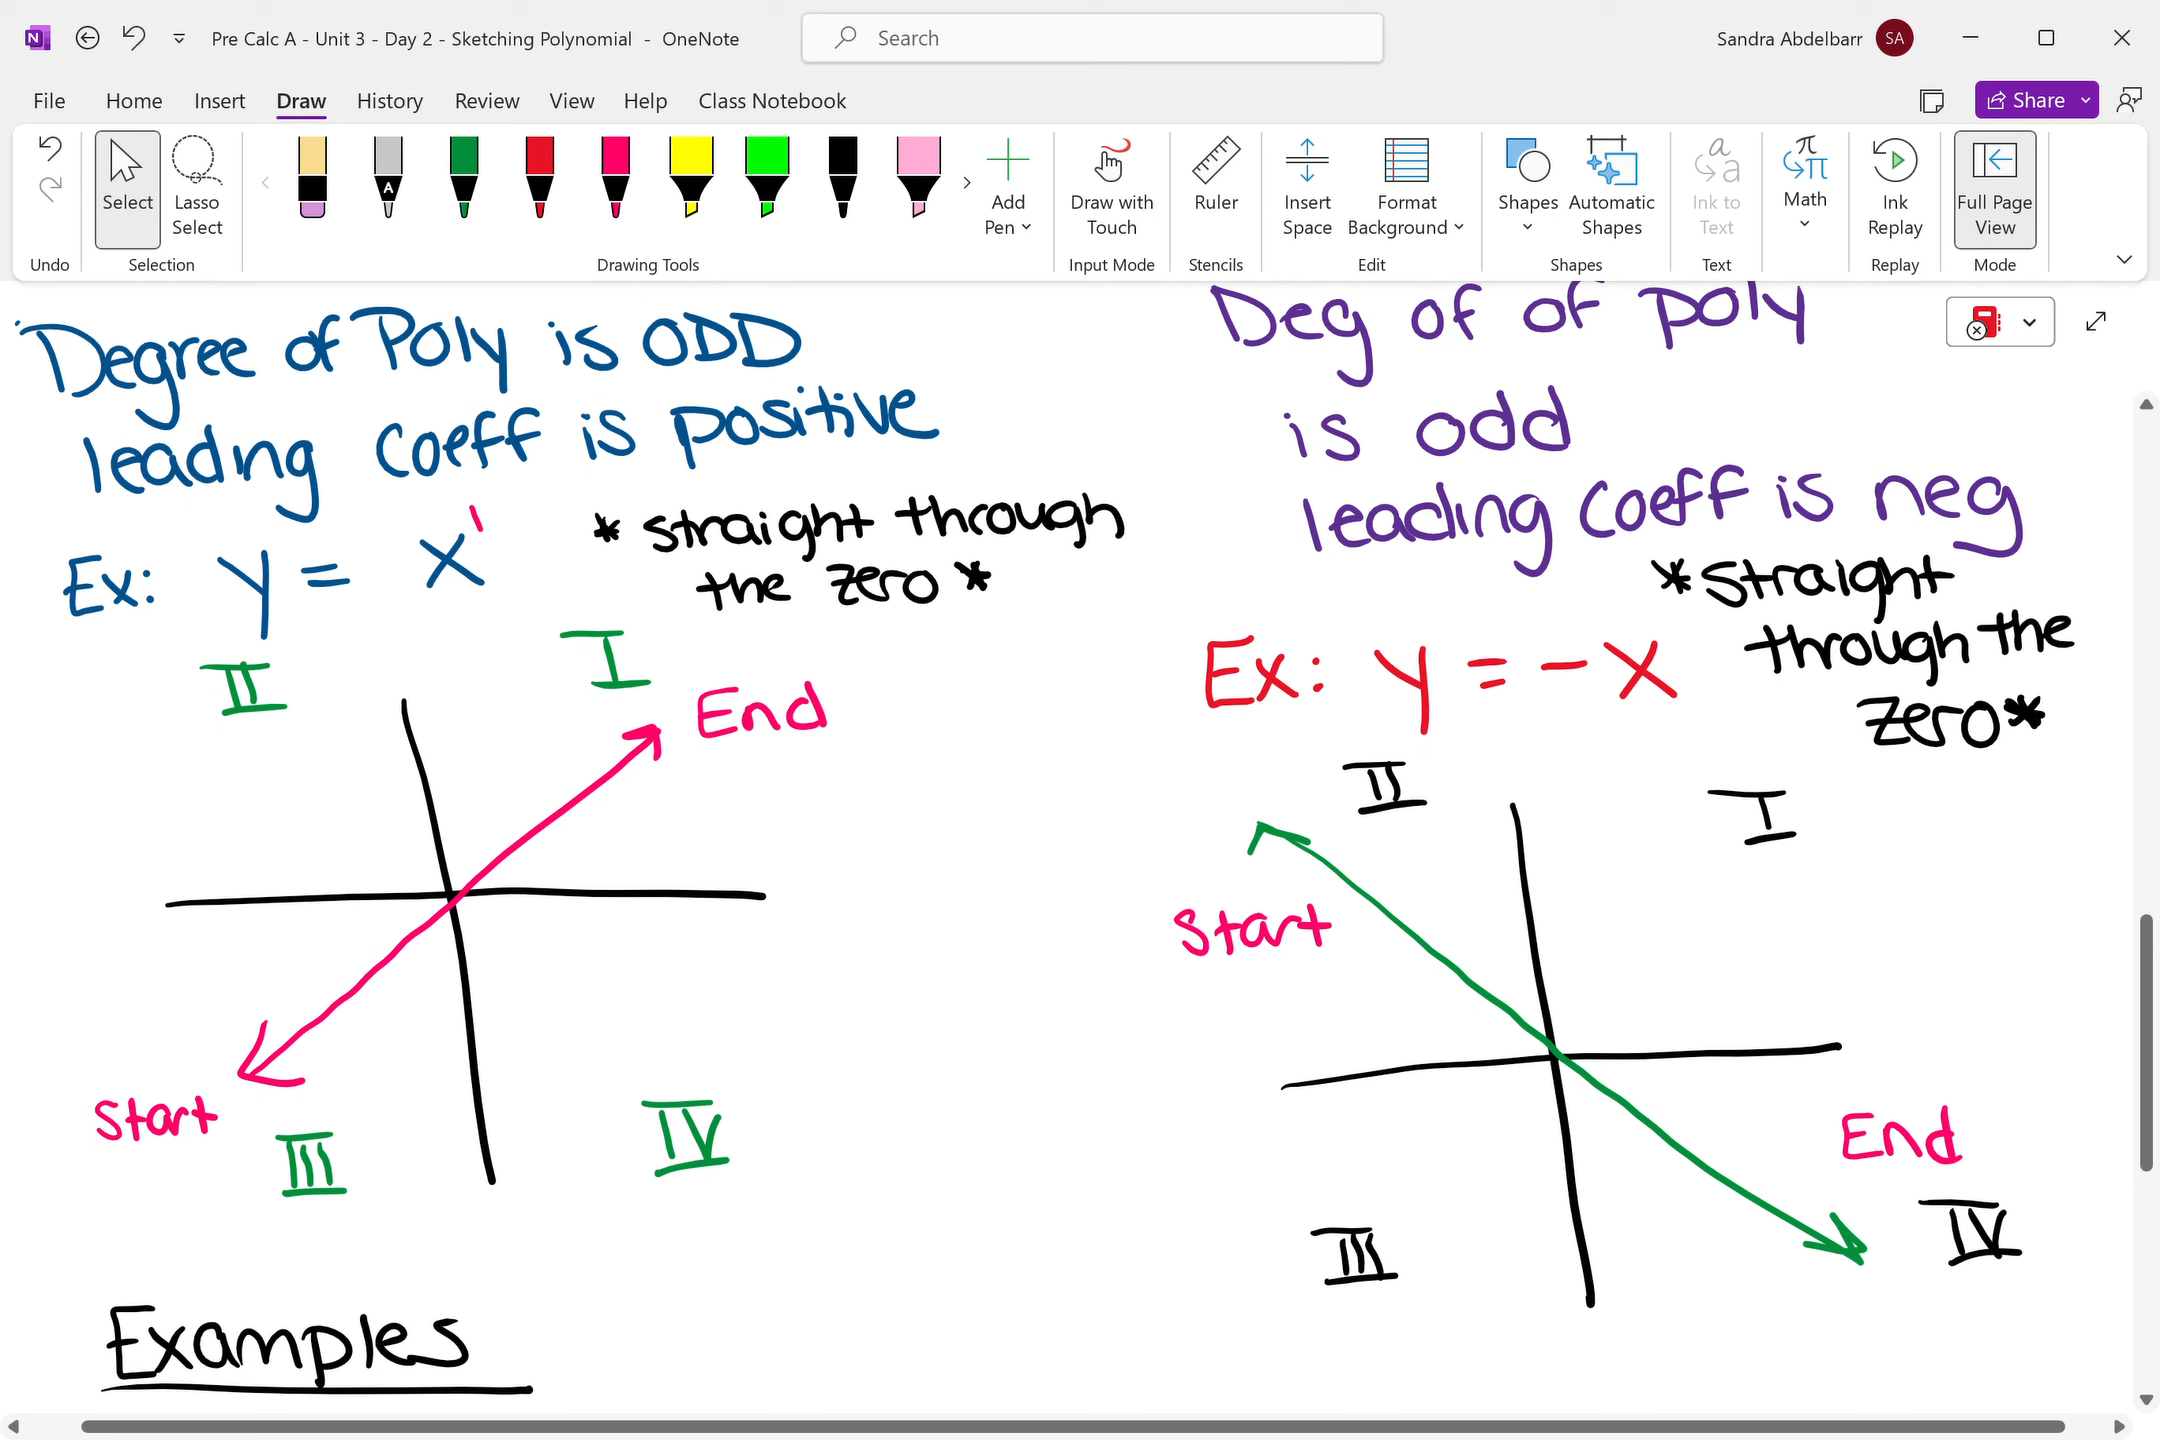 Pre Calc A - Unit 3 - Day 2 - Sketching Polynomial - OneNote
Search
Sandra Abdelbarr
SA
File
Home
Insert
Draw
History
Review
View
Help
Class Notebook
Share
Select
Lasso
Select
A
Add
Pen
Draw with
Touch
Ruler
Insert
Space
Format
Background
Shapes
Automatic
Shapes
Ink to
Text
Math
Ink
Replay
Full Page
View
Undo
Selection
Drawing Tools
Input Mode
Stencils
Edit
Shapes
Text
Replay
Mode
Degree of Poly is ODD
leading coeff is positive
Ex: y = x¹
* straight through
the zero *
II
I
End
Start
III
IV
Deg of of poly
is odd
leading coeff is neg
* straight
through the
zero *
Ex: y = - x
II
I
Start
End
III
IV
Examples